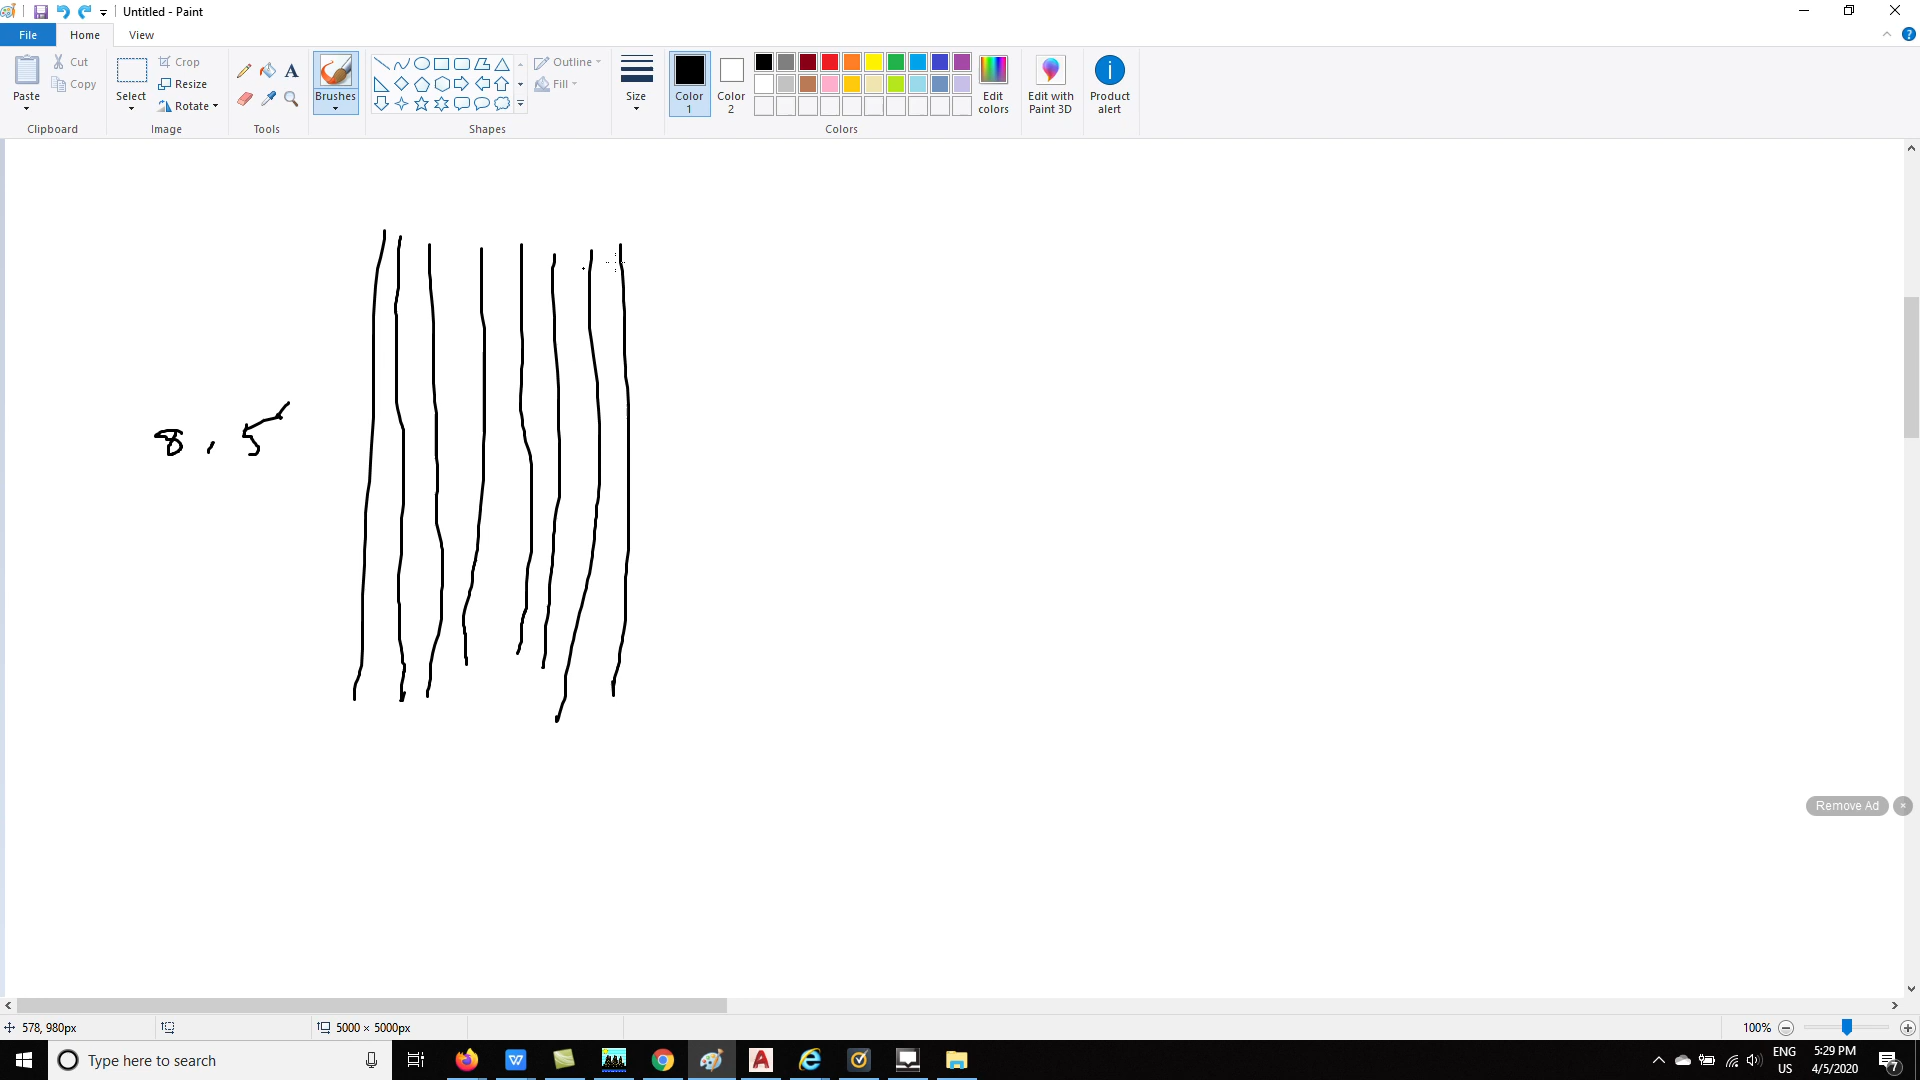 Untitled - Paint
File Home View
Paste Cut Copy Clipboard
Select Crop Resize Rotate Image
Tools
Brushes
Outline Fill Shapes
Size
Color 1 Color 2 Edit colors Colors
Edit with Paint 3D
Product alert
8, 5
Remove Ad
578, 980px 5000 × 5000px 100%
Type here to search
ENG US
5:29 PM
4/5/2020
7